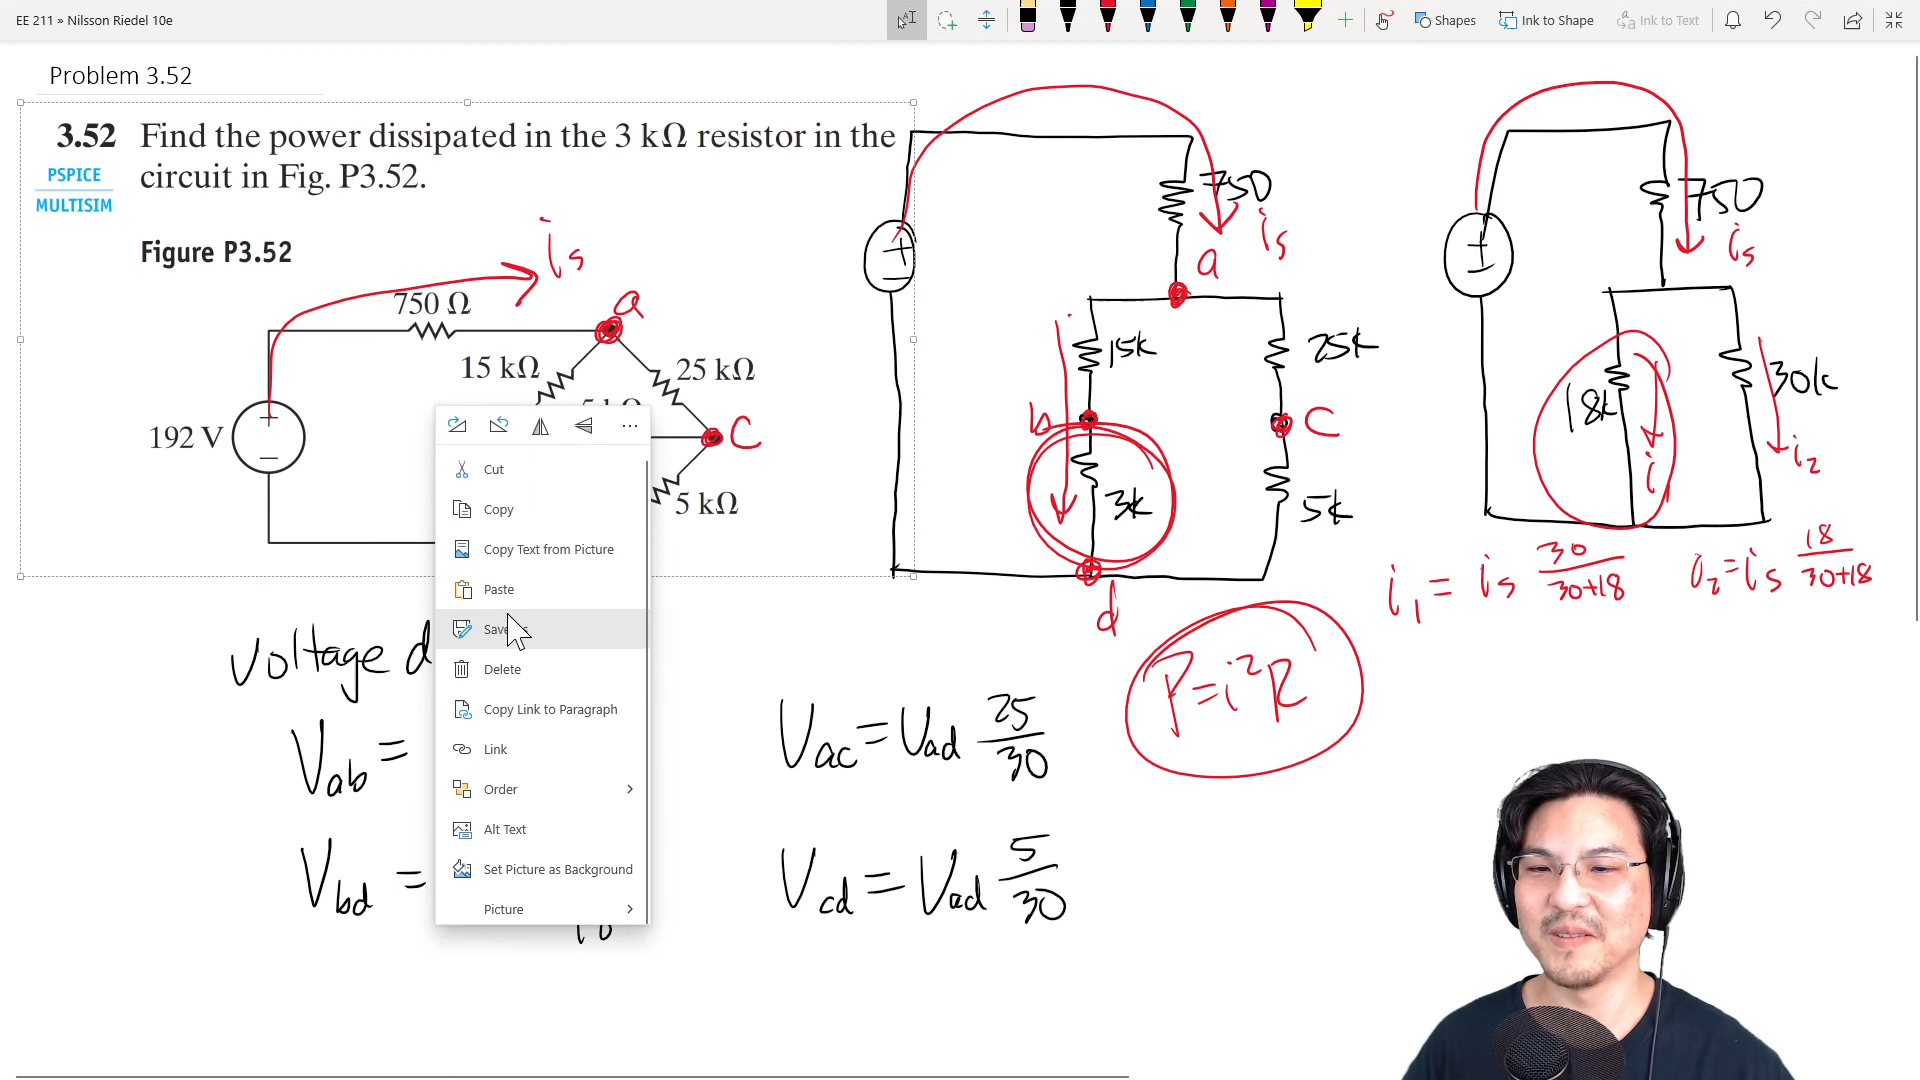 EE 211 » Nilsson Riedel 10e
Shapes
Ink to Shape
Ink to Text
Problem 3.52
3.52 Find the power dissipated in the 3 kΩ resistor in the
PSPICE
circuit in Fig. P3.52.
MULTISIM
Figure P3.52
is
750 Ω
a
15 kΩ
25 kΩ
192 V
C
5 kΩ
Cut
Copy
Copy Text from Picture
Paste
Save
Delete
Copy Link to Paragraph
Link
Order
Alt Text
Set Picture as Background
Picture
750
is
a
15k
25k
b
C
3k
5k
d
750
is
18k
30k
i1
i2
i1 = is 30/30+18
i2 = is 18/30+18
P=i²R
Voltage d
Vab =
Vac = Vad 25/30
Vbd =
Vcd = Vad 5/30